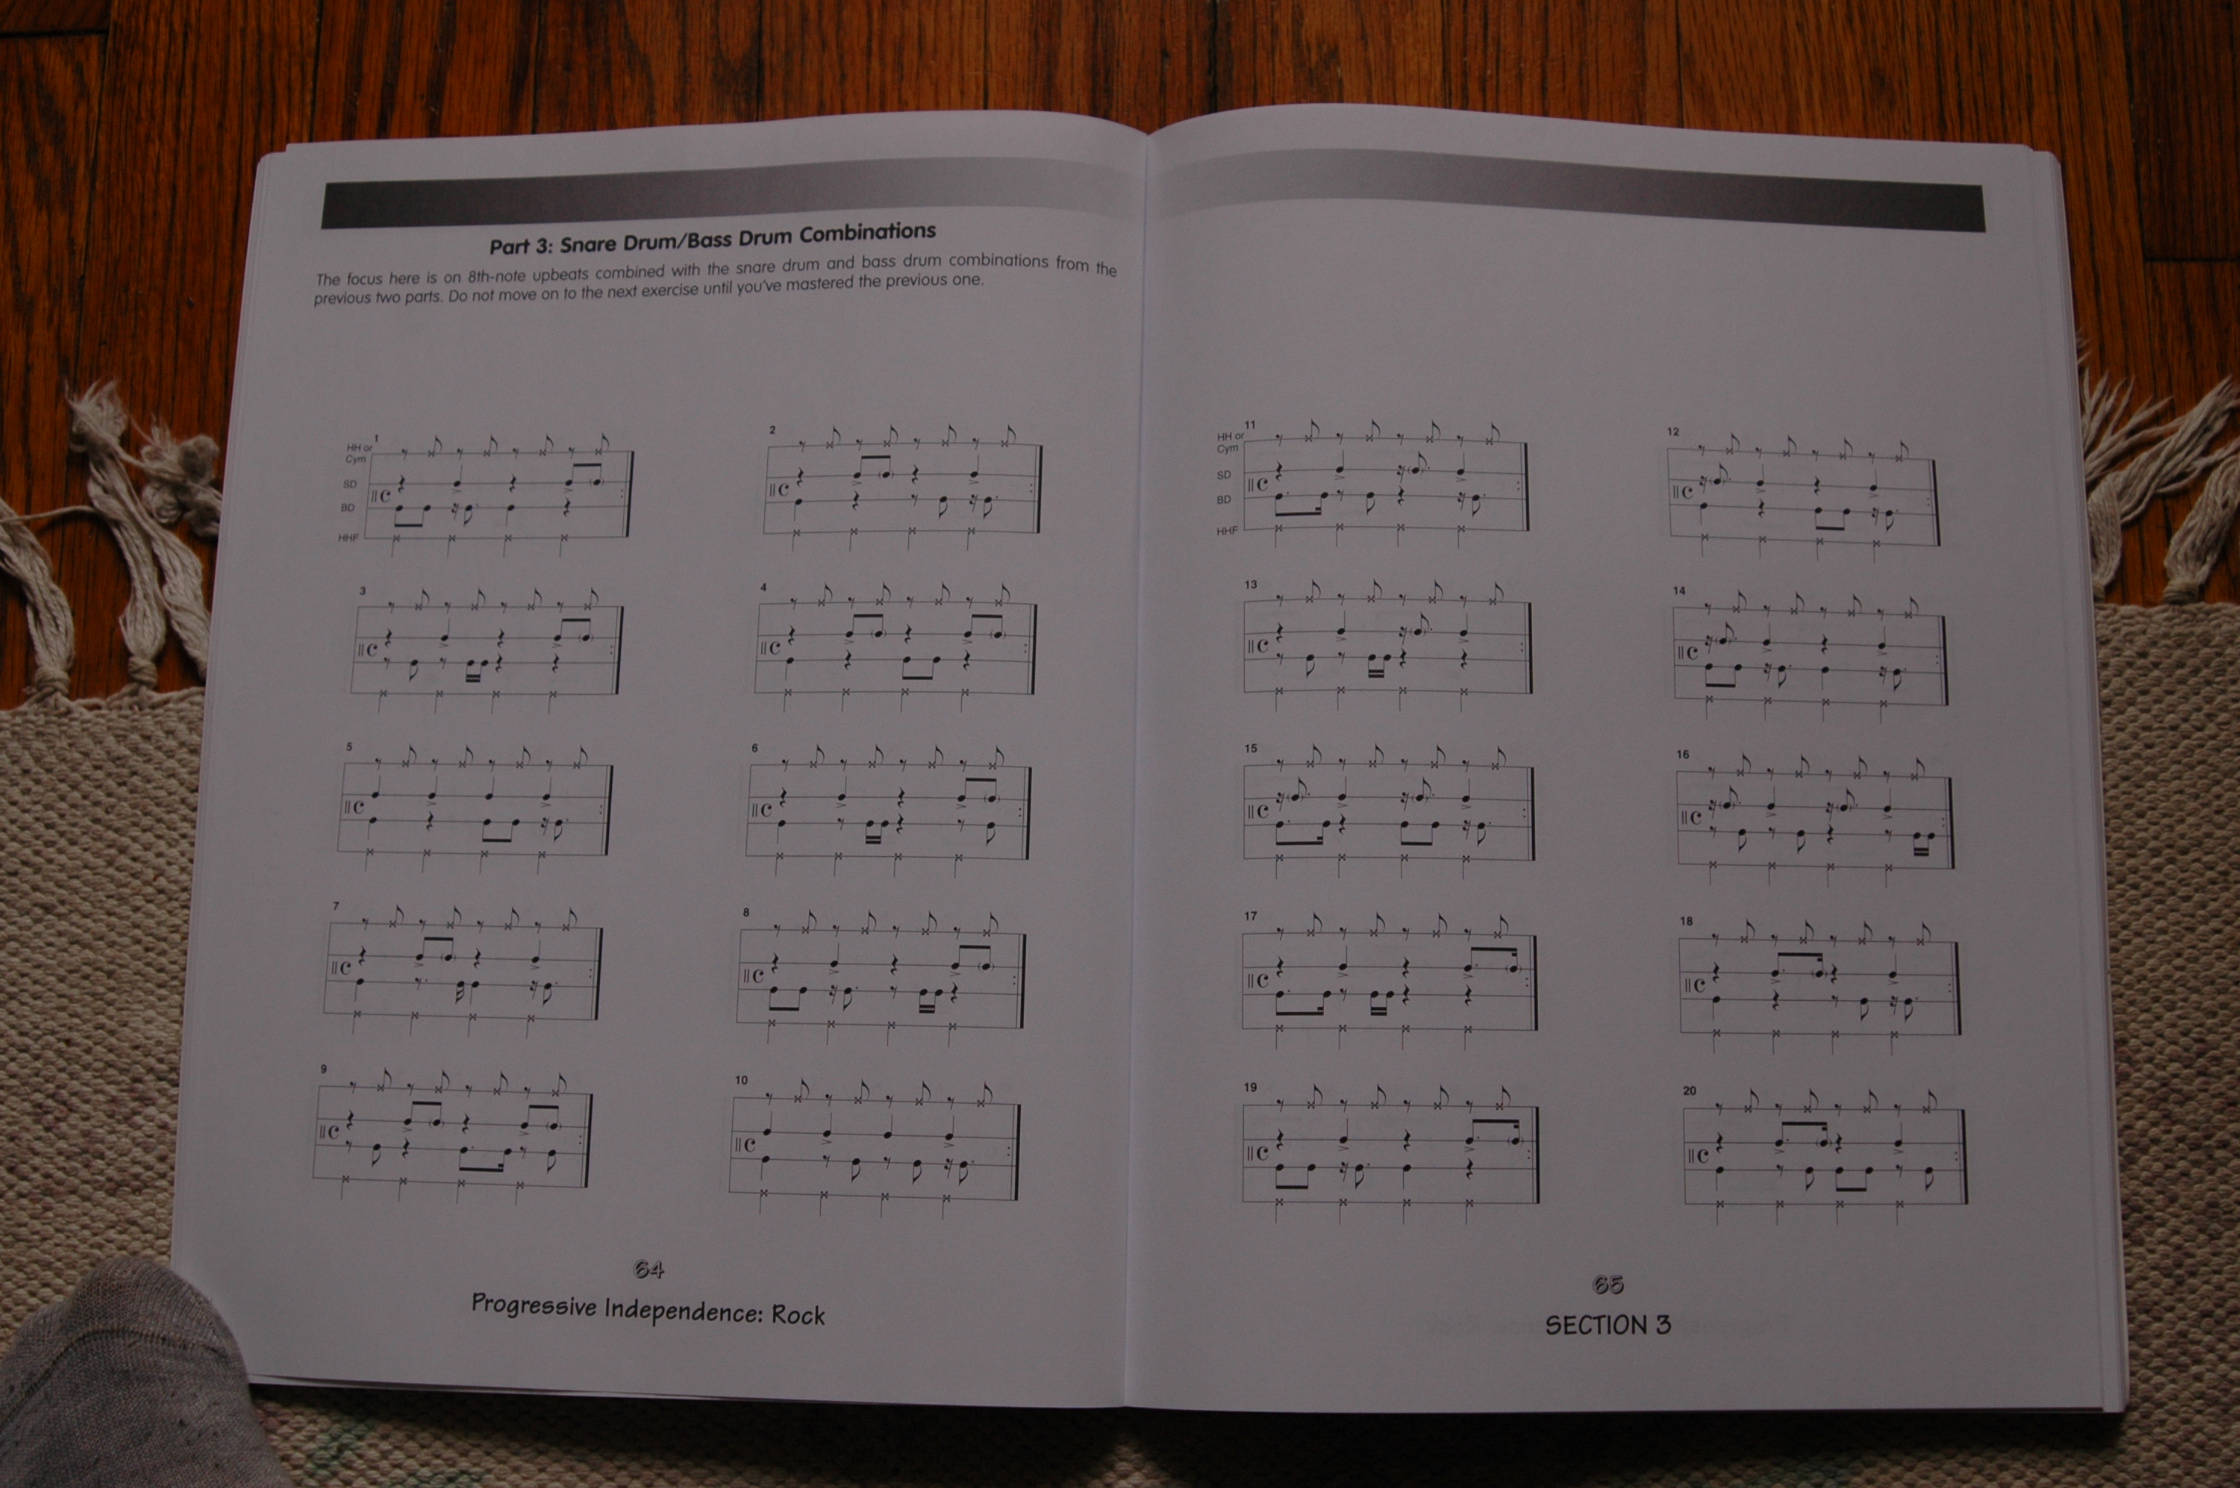 Part 3: Snare Drum/Bass Drum Combinations
The focus here is on 8th-note upbeats combined with the snare drum and bass drum combinations from the
previous two parts. Do not move on to the next exercise until you've mastered the previous one.
1
HH or
Cym
SD
BD
HHF
2
3
4
5
6
7
8
9
10
64
Progressive Independence: Rock
11
HH or
Cym
SD
BD
HHF
12
13
14
15
16
17
18
19
20
65
SECTION 3